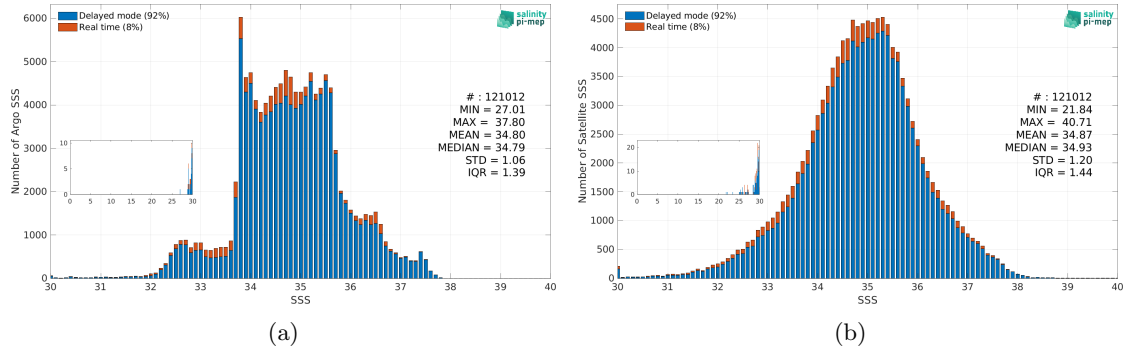 Delayed mode (92%)
Real time (8%)
salinity
pi-mep
# : 121012
MIN = 27.01
MAX = 37.80
MEAN = 34.80
MEDIAN = 34.79
STD = 1.06
IQR = 1.39
Number of Argo SSS
6000
5000
4000
3000
2000
1000
0
10
5
0
0 5 10 15 20 25 30
30 31 32 33 34 35 36 37 38 39 40
SSS
(a)
Delayed mode (92%)
Real time (8%)
salinity
pi-mep
# : 121012
MIN = 21.84
MAX = 40.71
MEAN = 34.87
MEDIAN = 34.93
STD = 1.20
IQR = 1.44
Number of Satellite SSS
4500
4000
3500
3000
2500
2000
1500
1000
500
0
20
10
0
0 5 10 15 20 25 30
30 31 32 33 34 35 36 37 38 39 40
SSS
(b)